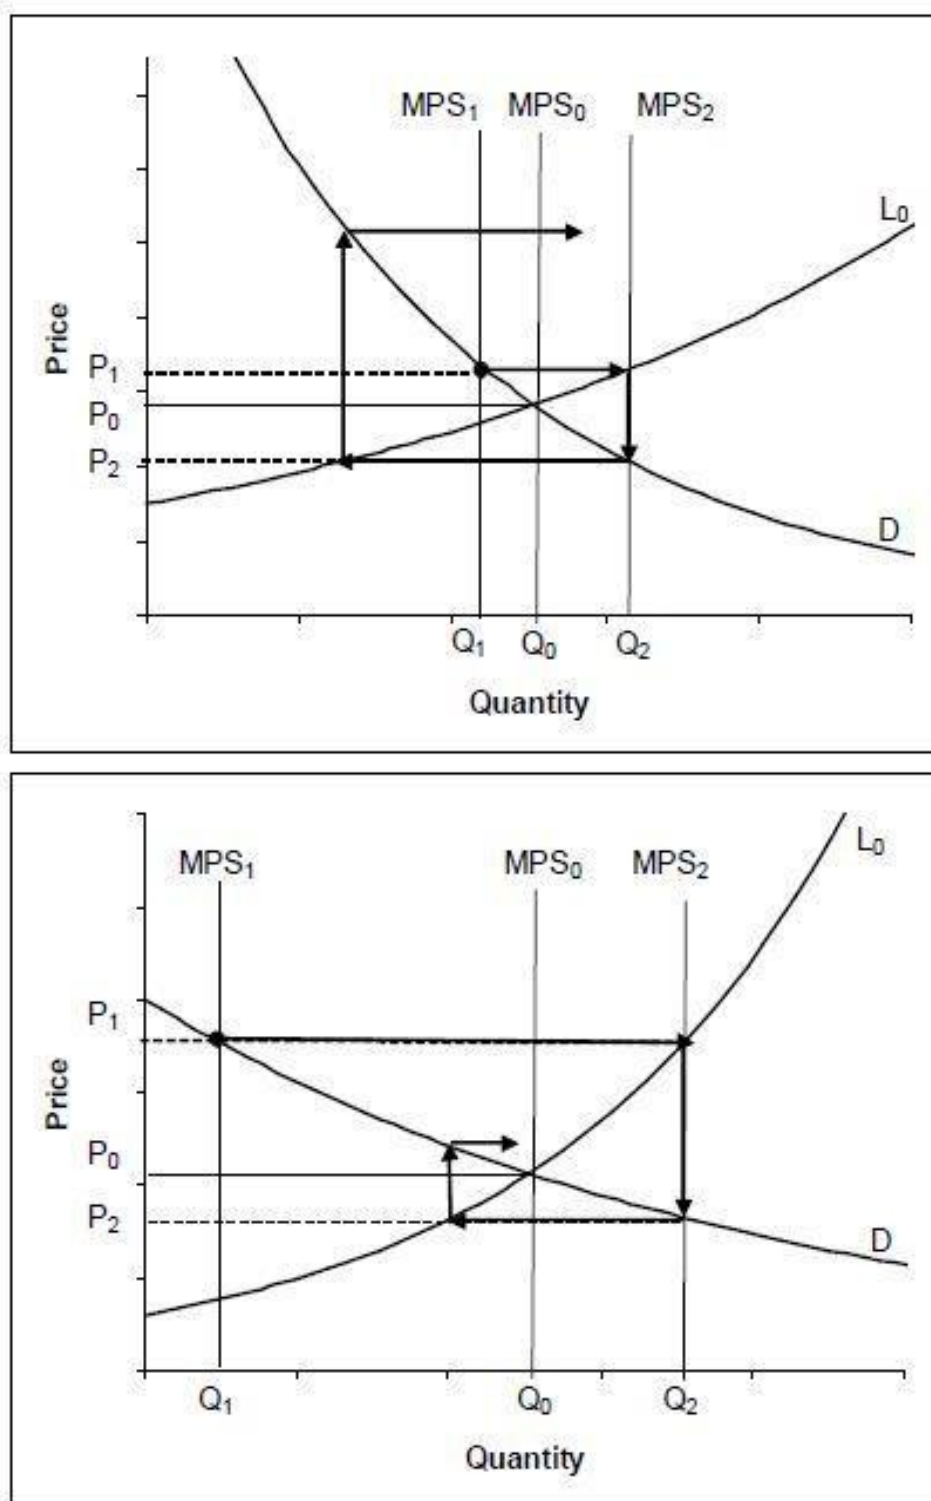 MPS₁ MPS₀ MPS₂
L₀
Price
P₁
P₀
P₂
D
Q₁ Q₀ Q₂
Quantity
L₀
MPS₁ MPS₀ MPS₂
P₁
Price
P₀
P₂
D
Q₁ Q₀ Q₂
Quantity